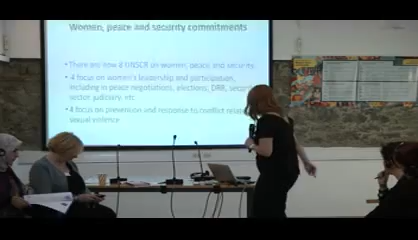 Women, peace and security commitments
• There are now 8 UNSCR on women, peace and security.
• 4 focus on women's leadership and participation,
including in peace negotiations, elections, DRR, security
sector judiciary etc
• 4 focus on prevention and response to conflict related
sexual violence